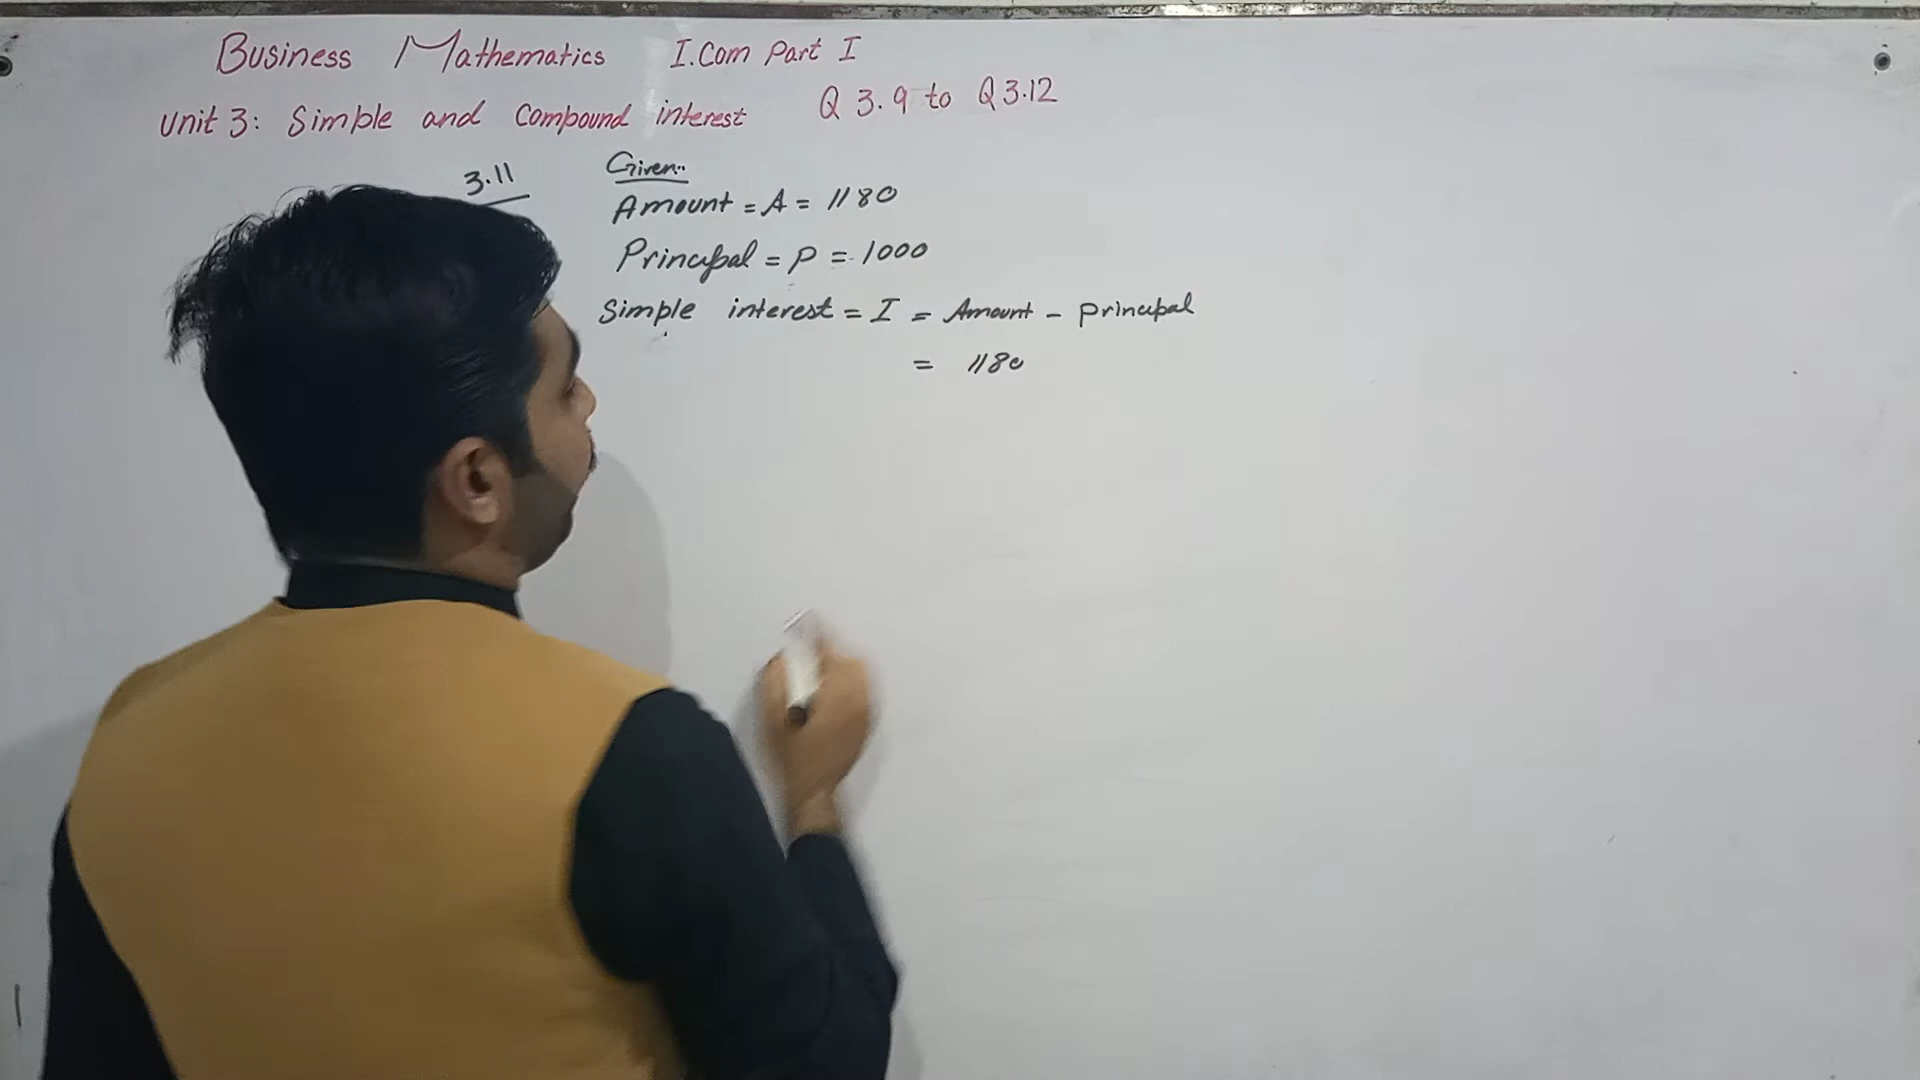 Business Mathematics I.Com Part I
Unit 3: Simple and Compound interest Q 3.9 to Q 3.12
3.11
Given:
Amount = A = 1180
Principal = P = 1000
Simple interest = I = Amount - principal
= 1180